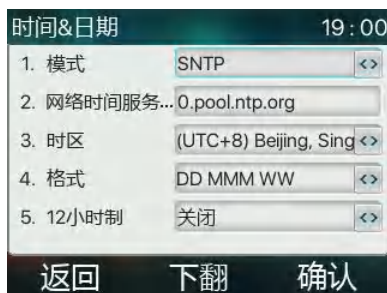 时间&日期 19:00
1. 模式 SNTP
2. 网络时间服务... 0.pool.ntp.org
3. 时区 (UTC+8) Beijing, Sing
4. 格式 DD MMM WW
5. 12小时制 关闭
返回 下翻 确认